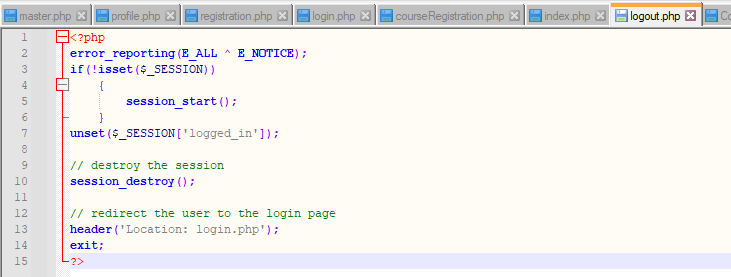 master.php profile.php registration.php login.php courseRegistration.php index.php logout.php Co
1 <?php
2 error_reporting(E_ALL ^ E_NOTICE);
3 if(!isset($_SESSION))
4 {
5 session_start();
6 }
7 unset($_SESSION['logged_in']);
8
9 // destroy the session
10 session_destroy();
11
12 // redirect the user to the login page
13 header('Location: login.php');
14 exit;
15 ?>